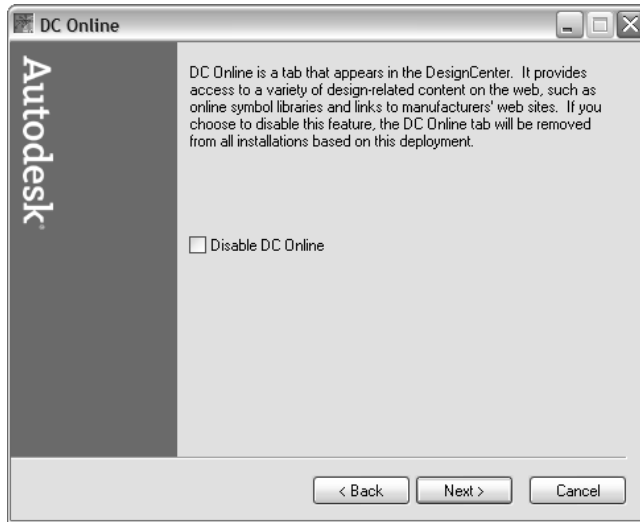 DC Online
Autodesk
DC Online is a tab that appears in the DesignCenter. It provides
access to a variety of design-related content on the web, such as
online symbol libraries and links to manufacturers' web sites. If you
choose to disable this feature, the DC Online tab will be removed
from all installations based on this deployment.
Disable DC Online
< Back
Next >
Cancel